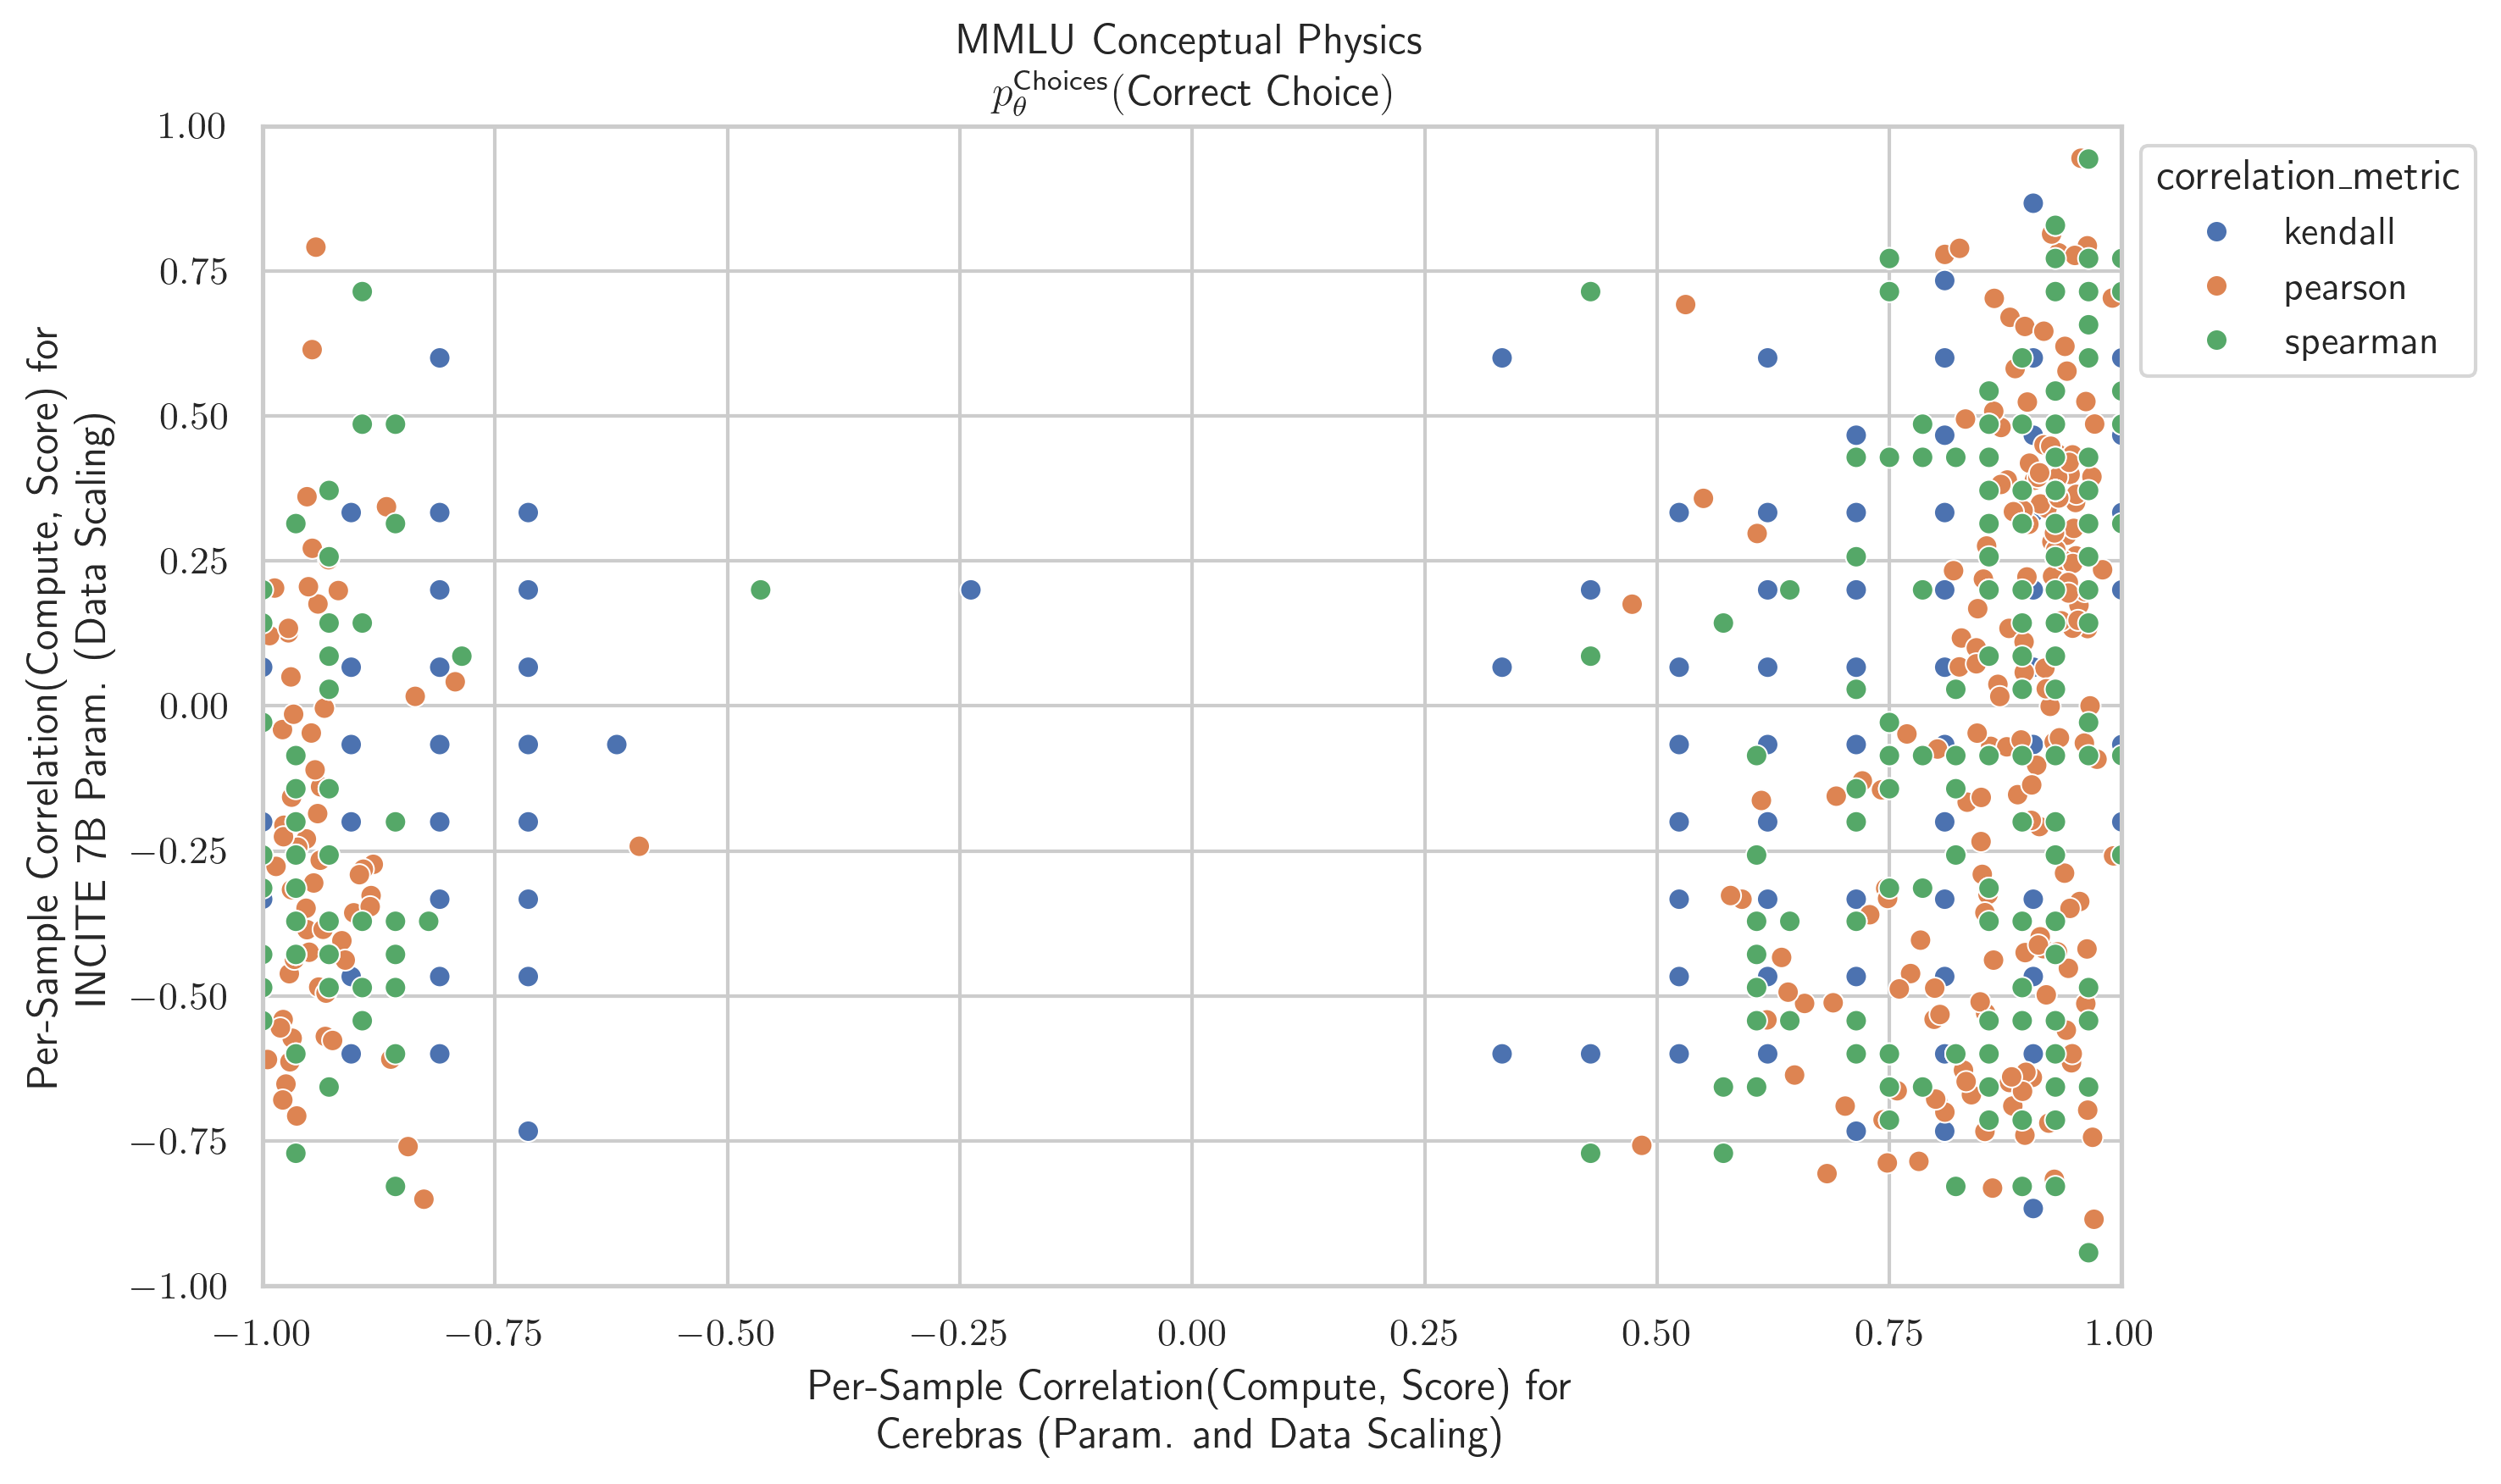 MMLU Conceptual Physics
p_θ^Choices(Correct Choice)
1.00
0.75
0.50
0.25
0.00
−0.25
−0.50
−0.75
−1.00
Per-Sample Correlation(Compute, Score) for
INCITE 7B Param. (Data Scaling)
correlation_metric
kendall
pearson
spearman
−1.00 −0.75 −0.50 −0.25 0.00 0.25 0.50 0.75 1.00
Per-Sample Correlation(Compute, Score) for
Cerebras (Param. and Data Scaling)